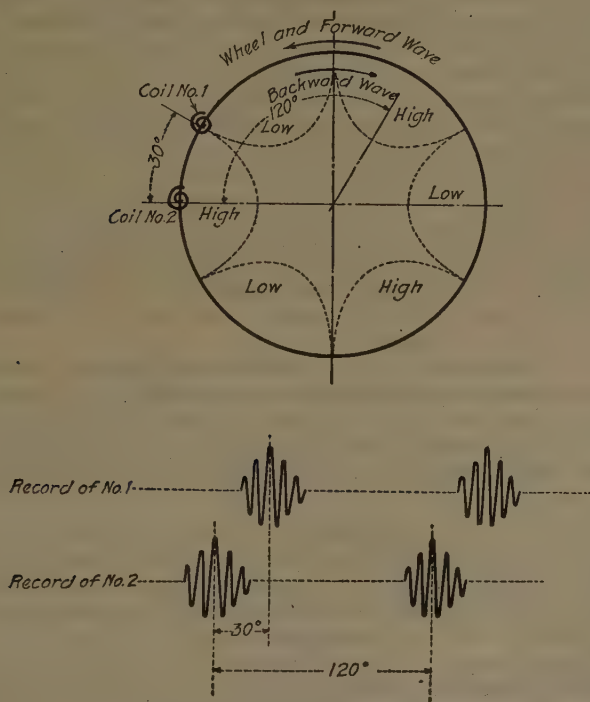 Wheel and Forward Wave
Backward Wave
Coil No.1
120°
Low
High
30°
Coil No.2
High
Low
Low
High
Record of No.1
Record of No.2
30°
120°